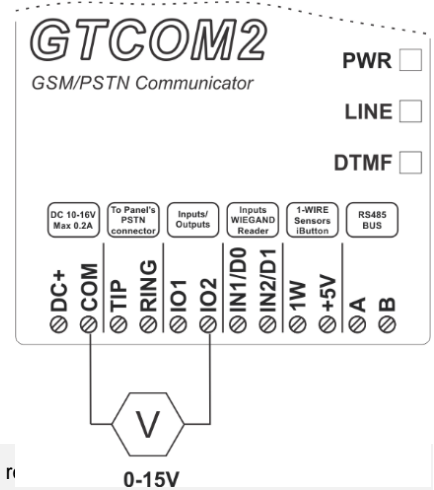 GTCOM2
GSM/PSTN Communicator
PWR
LINE
DTMF
DC 10-16V
Max 0.2A
To Panel's
PSTN
connector
Inputs/
Outputs
Inputs
WIEGAND
Reader
1-WIRE
Sensors
iButton
RS485
BUS
DC+
COM
TIP
RING
IO1
IO2
IN1/D0
IN2/D1
1W
+5V
A
B
V
0-15V